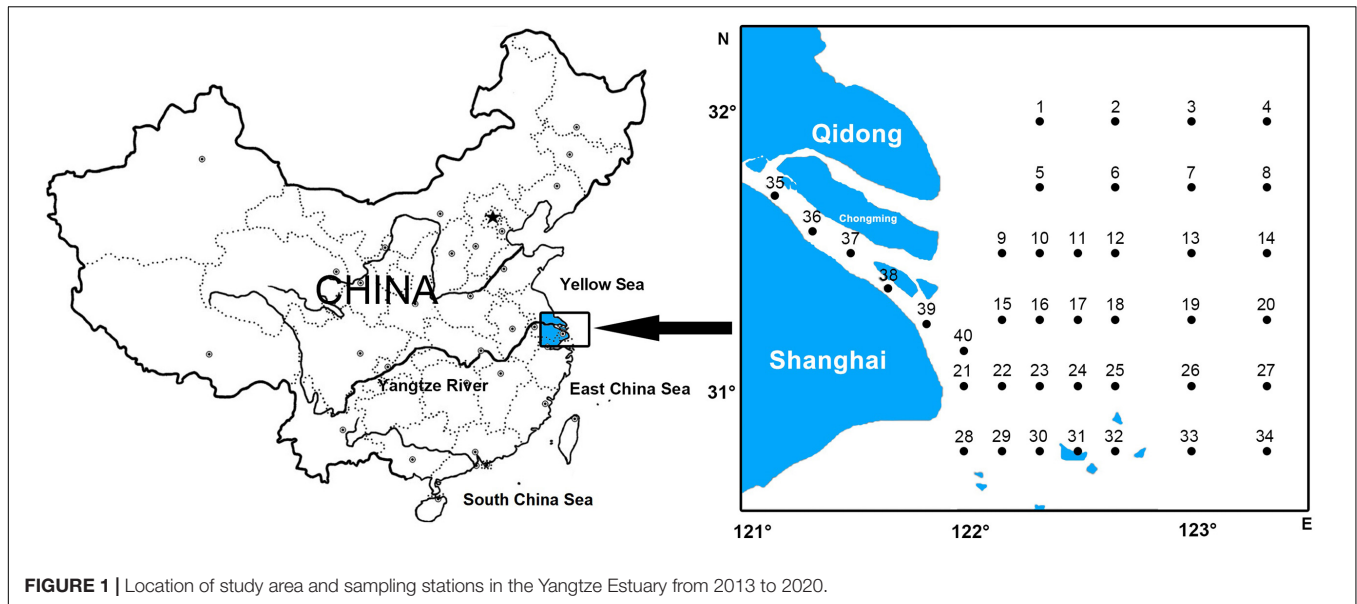 CHINA
Yellow Sea
Yangtze River
East China Sea
South China Sea
N
32°
1 2 3 4
Qidong
5 6 7 8
35
36
Chongming
37
9 10 11 12 13 14
38
39
15 16 17 18 19 20
40
Shanghai
31°
21 22 23 24 25 26 27
28 29 30 31 32 33 34
121° 122° 123° E
FIGURE 1 | Location of study area and sampling stations in the Yangtze Estuary from 2013 to 2020.